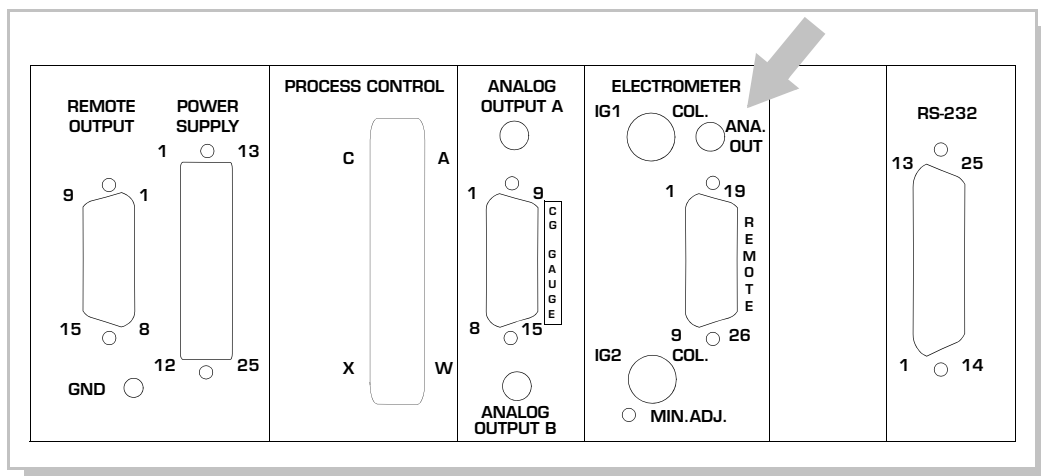 REMOTE
OUTPUT
9
1
15
8
GND
POWER
SUPPLY
1
13
12
25
PROCESS CONTROL
C
A
X
W
ANALOG
OUTPUT A
1
9
CG GAUGE
8
15
ANALOG
OUTPUT B
ELECTROMETER
IG1
COL.
ANA.
OUT
1
19
REMOTE
9
26
IG2
COL.
MIN.ADJ.
RS-232
13
25
1
14